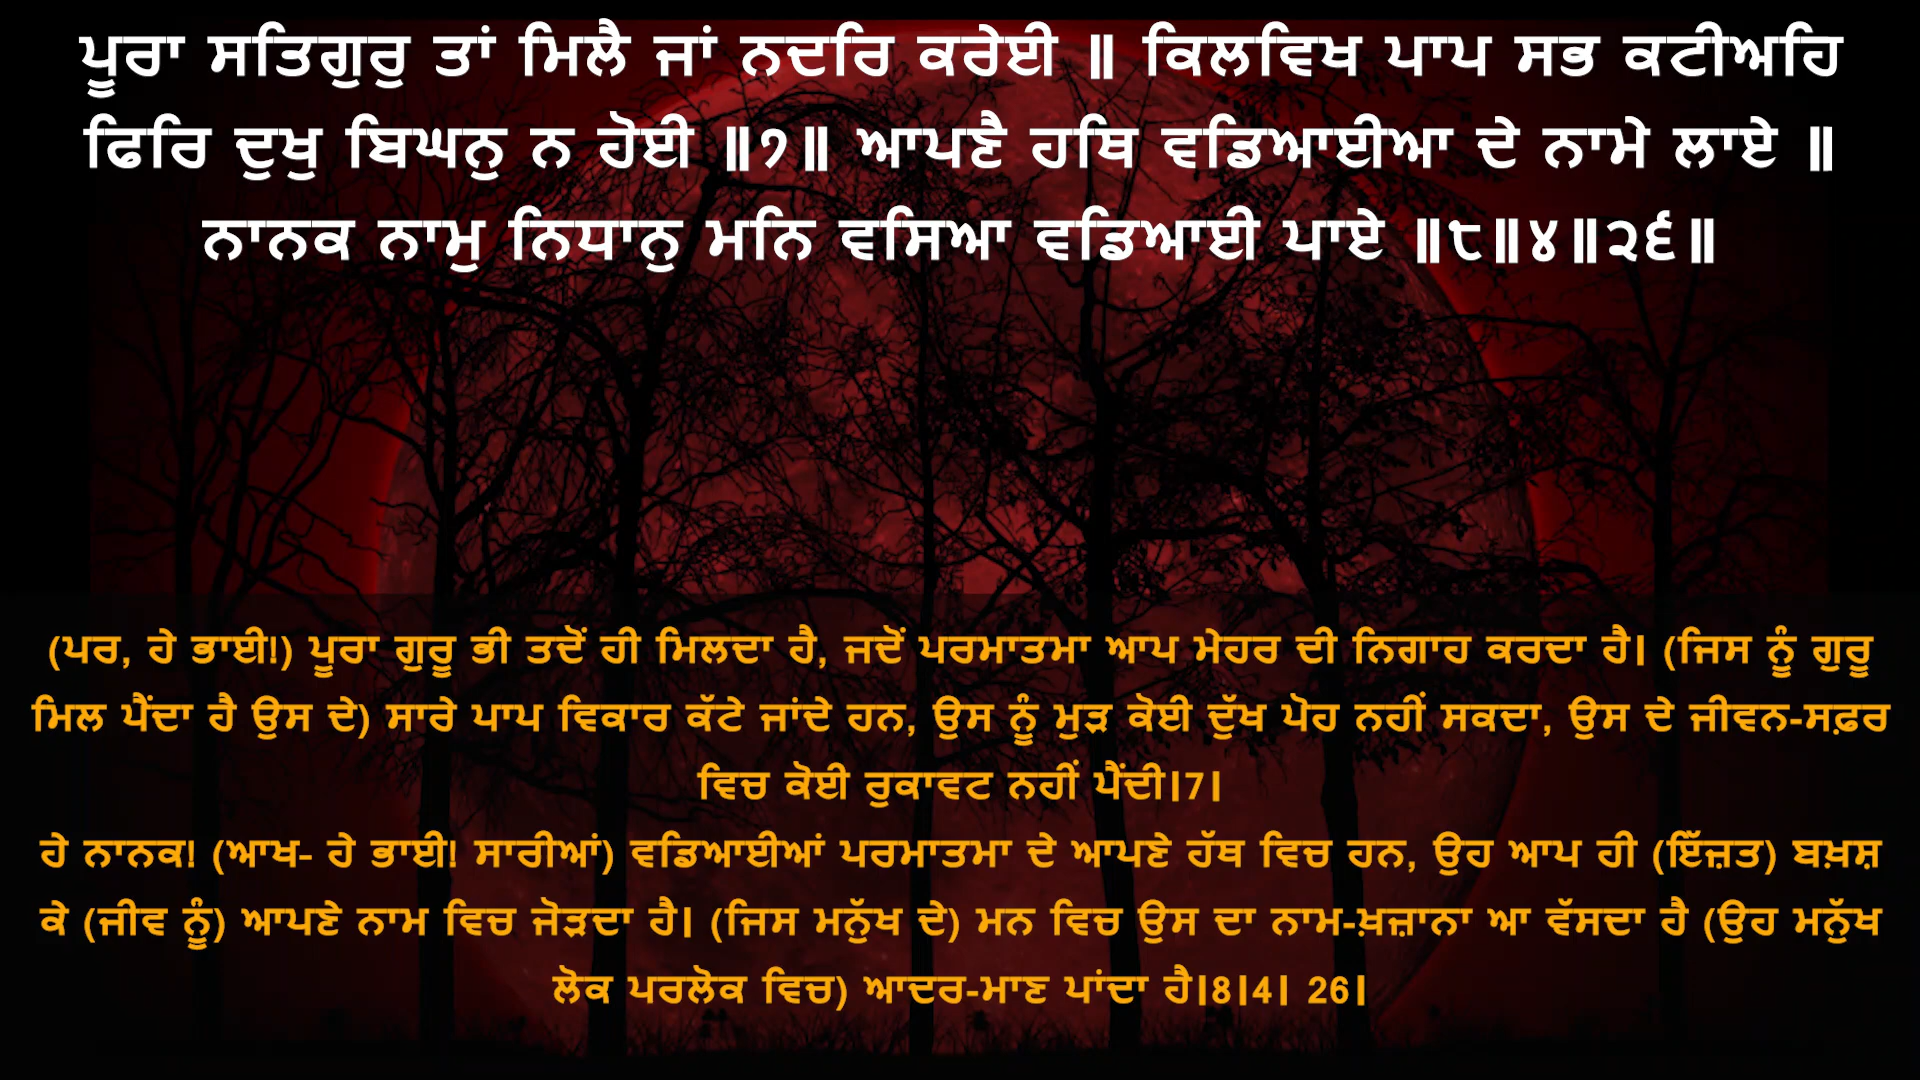 ਪੂਰਾ ਸਤਿਗੁਰੁ ਤਾਂ ਮਿਲੈ ਜਾਂ ਨਦਰਿ ਕਰੇਈ ॥ ਕਿਲਵਿਖ ਪਾਪ ਸਭ ਕਟੀਅਹਿ
ਫਿਰਿ ਦੁਖੁ ਬਿਘਨੁ ਨ ਹੋਈ ॥੭॥ ਆਪਣੈ ਹਥਿ ਵਡਿਆਈਆ ਦੇ ਨਾਮੇ ਲਾਏ ॥
ਨਾਨਕ ਨਾਮੁ ਨਿਧਾਨੁ ਮਨਿ ਵਸਿਆ ਵਡਿਆਈ ਪਾਏ ॥੮॥੪॥੨੬॥
(ਪਰ, ਹੇ ਭਾਈ!) ਪੂਰਾ ਗੁਰੂ ਭੀ ਤਦੋਂ ਹੀ ਮਿਲਦਾ ਹੈ, ਜਦੋਂ ਪਰਮਾਤਮਾ ਆਪ ਮੇਹਰ ਦੀ ਨਿਗਾਹ ਕਰਦਾ ਹੈ। (ਜਿਸ ਨੂੰ ਗੁਰੂ
ਮਿਲ ਪੈਂਦਾ ਹੈ ਉਸ ਦੇ) ਸਾਰੇ ਪਾਪ ਵਿਕਾਰ ਕੱਟੇ ਜਾਂਦੇ ਹਨ, ਉਸ ਨੂੰ ਮੁੜ ਕੋਈ ਦੁੱਖ ਪੋਹ ਨਹੀਂ ਸਕਦਾ, ਉਸ ਦੇ ਜੀਵਨ-ਸਫ਼ਰ
ਵਿਚ ਕੋਈ ਰੁਕਾਵਟ ਨਹੀਂ ਪੈਂਦੀ।7।
ਹੇ ਨਾਨਕ! (ਆਖ- ਹੇ ਭਾਈ! ਸਾਰੀਆਂ) ਵਡਿਆਈਆਂ ਪਰਮਾਤਮਾ ਦੇ ਆਪਣੇ ਹੱਥ ਵਿਚ ਹਨ, ਉਹ ਆਪ ਹੀ (ਇੱਜ਼ਤ) ਬਖ਼ਸ਼
ਕੇ (ਜੀਵ ਨੂੰ) ਆਪਣੇ ਨਾਮ ਵਿਚ ਜੋੜਦਾ ਹੈ। (ਜਿਸ ਮਨੁੱਖ ਦੇ) ਮਨ ਵਿਚ ਉਸ ਦਾ ਨਾਮ-ਖ਼ਜ਼ਾਨਾ ਆ ਵੱਸਦਾ ਹੈ (ਉਹ ਮਨੁੱਖ
ਲੋਕ ਪਰਲੋਕ ਵਿਚ) ਆਦਰ-ਮਾਣ ਪਾਂਦਾ ਹੈ।8।4। 26।